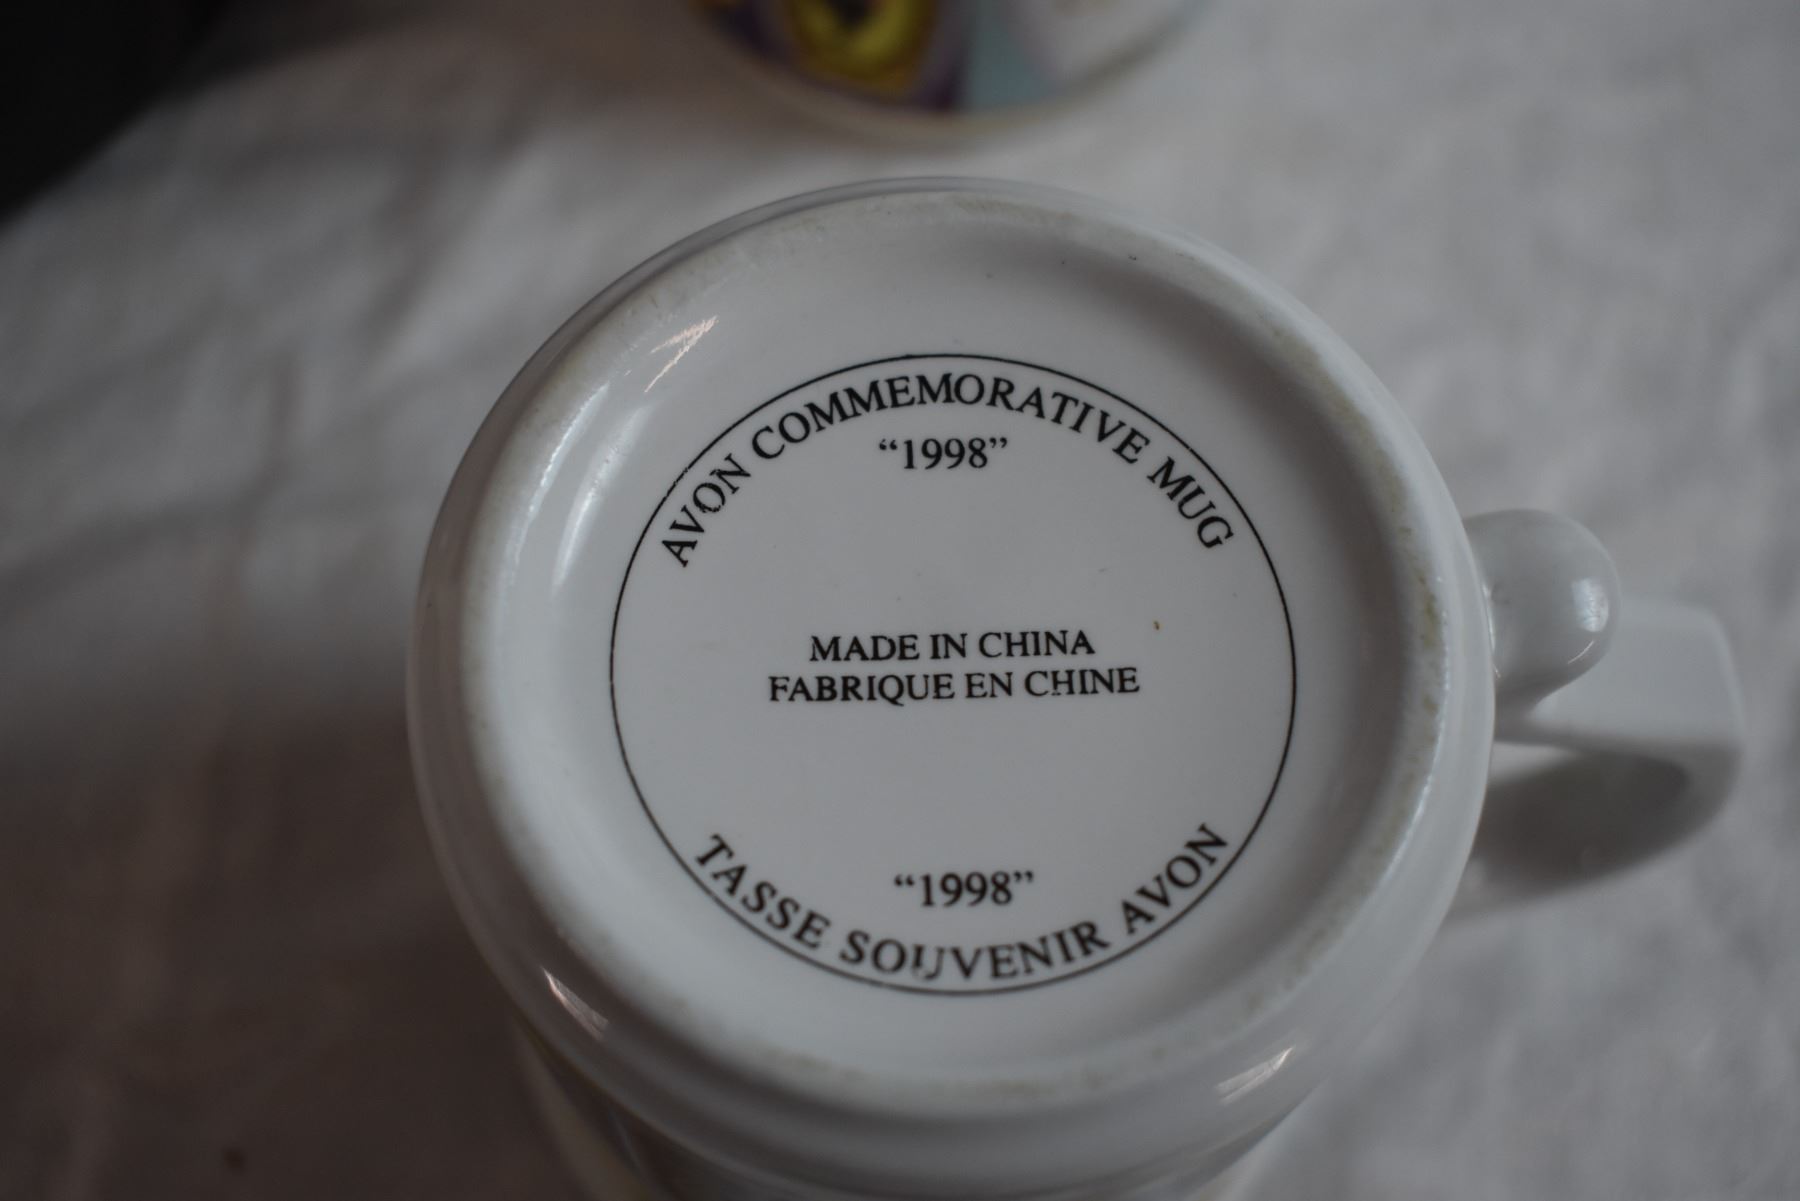 AVON COMMEMORATIVE MUG
“1998”
MADE IN CHINA
FABRIQUE EN CHINE
“1998”
TASSE SOUVENIR AVON